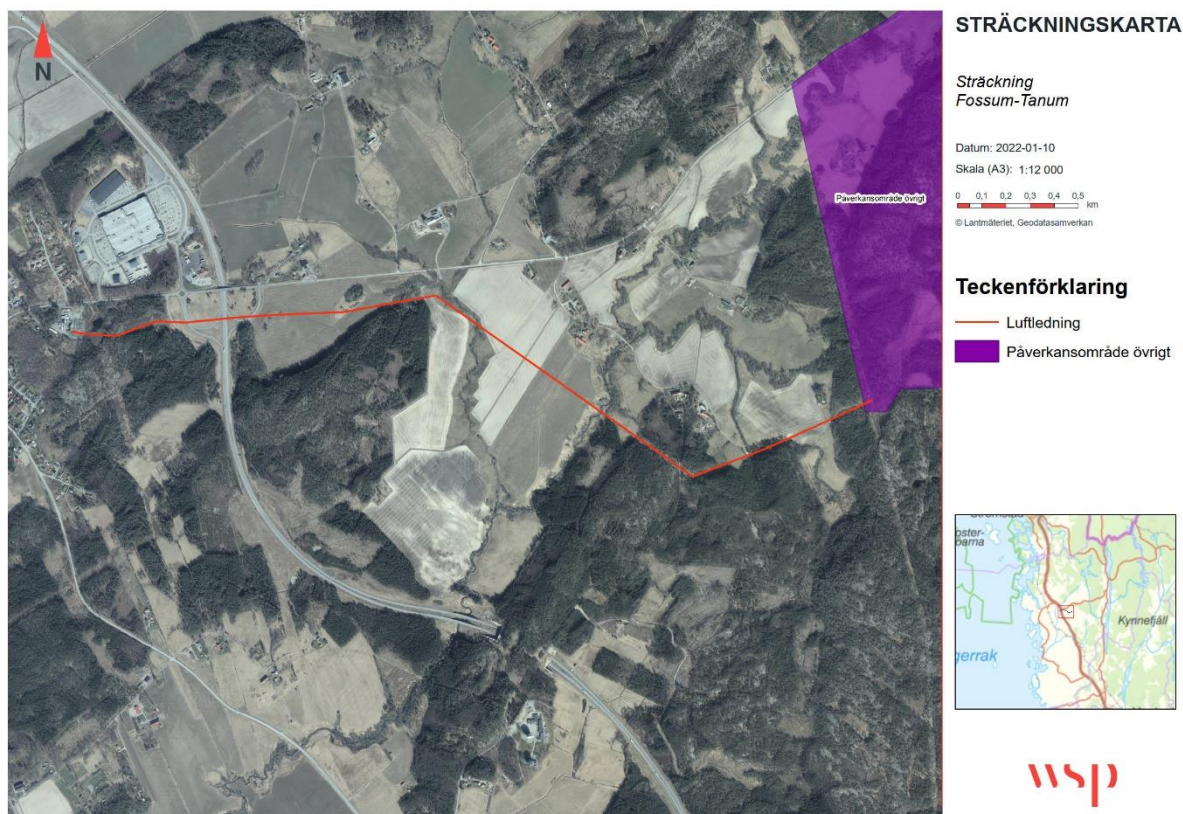 N
Påverkansområde övrigt
STRÄCKNINGSKARTA
Sträckning
Fossum-Tanum
Datum: 2022-01-10
Skala (A3): 1:12 000
0 0,1 0,2 0,3 0,4 0,5
km
© Lantmäteriet, Geodatasamverkan
Teckenförklaring
Luftledning
Påverkansområde övrigt
Kynnefjäll
gerrak
wsp